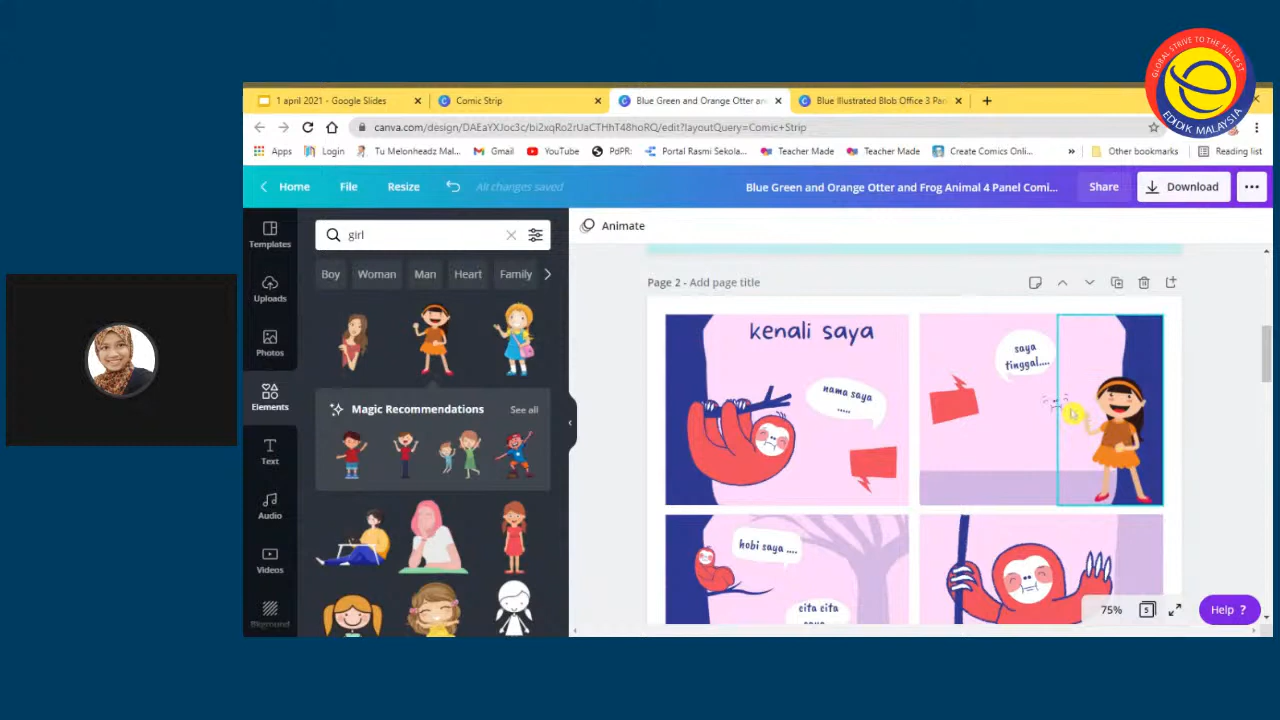 GLOBAL STRIVE TO THE FULLEST
EDIDIK MALAYSIA
1 april 2021 - Google Slides
Comic Strip
Blue Green and Orange Otter an
Blue Illustrated Blob Office 3 Pan
canva.com/design/DAEaYXJoc3c/bi2xqRo2rUaCTHhT48hoRQ/edit?layoutQuery=Comic+Strip
Apps
Login
Tu Melonheadz Mal...
Gmail
YouTube
PdPR:
Portal Rasmi Sekola...
Teacher Made
Teacher Made
Create Comics Onli...
»
Other bookmarks
Reading list
Home
File
Resize
All changes saved
Blue Green and Orange Otter and Frog Animal 4 Panel Comi...
Share
Download
Templates
Uploads
Photos
Elements
Text
Audio
Videos
Bkground
girl
Boy
Woman
Man
Heart
Family
Magic Recommendations
See all
Animate
Page 2 - Add page title
kenali saya
nama saya
.....
saya
tinggal....
hobi saya ....
cita cita
saya
75%
5
Help ?